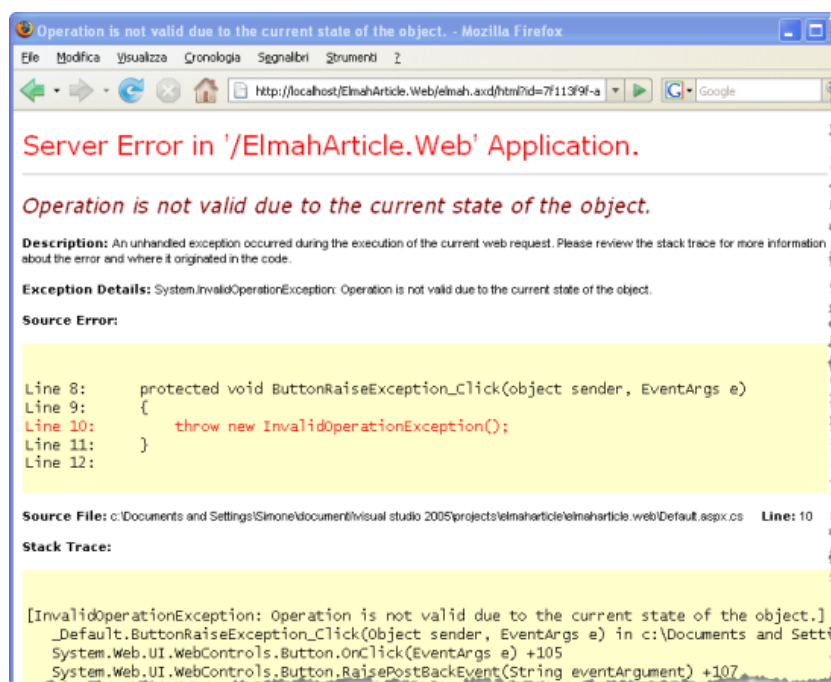 Operation is not valid due to the current state of the object. - Mozilla Firefox
File Modifica Visualizza Cronologia Segnalibri Strumenti ?
http://localhost/ElmahArticle.Web/elmah.axd/html?id=7f113f9f-a Google
Server Error in '/ElmahArticle.Web' Application.
Operation is not valid due to the current state of the object.
Description: An unhandled exception occurred during the execution of the current web request. Please review the stack trace for more information
about the error and where it originated in the code.
Exception Details: System.InvalidOperationException: Operation is not valid due to the current state of the object.
Source Error:
Line 8: protected void ButtonRaiseException_Click(object sender, EventArgs e)
Line 9: {
Line 10: throw new InvalidOperationException();
Line 11: }
Line 12:
Source File: c:\Documents and Settings\Simone\documenti\visual studio 2005\projects\elmaharticle\elmaharticle.web\Default.aspx.cs Line: 10
Stack Trace:
[InvalidOperationException: Operation is not valid due to the current state of the object.]
_Default.ButtonRaiseException_Click(Object sender, EventArgs e) in c:\Documents and Setti
System.Web.UI.WebControls.Button.OnClick(EventArgs e) +105
System.Web.UI.WebControls.Button.RaisePostBackEvent(String eventArgument) +107